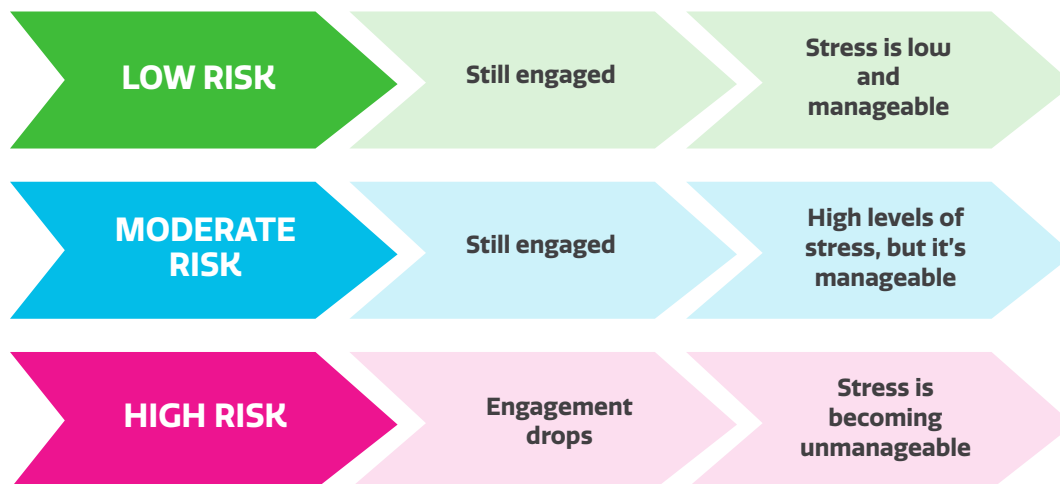 LOW RISK
Still engaged
Stress is low
and
manageable
MODERATE
RISK
Still engaged
High levels of
stress, but it's
manageable
HIGH RISK
Engagement
drops
Stress is
becoming
unmanageable